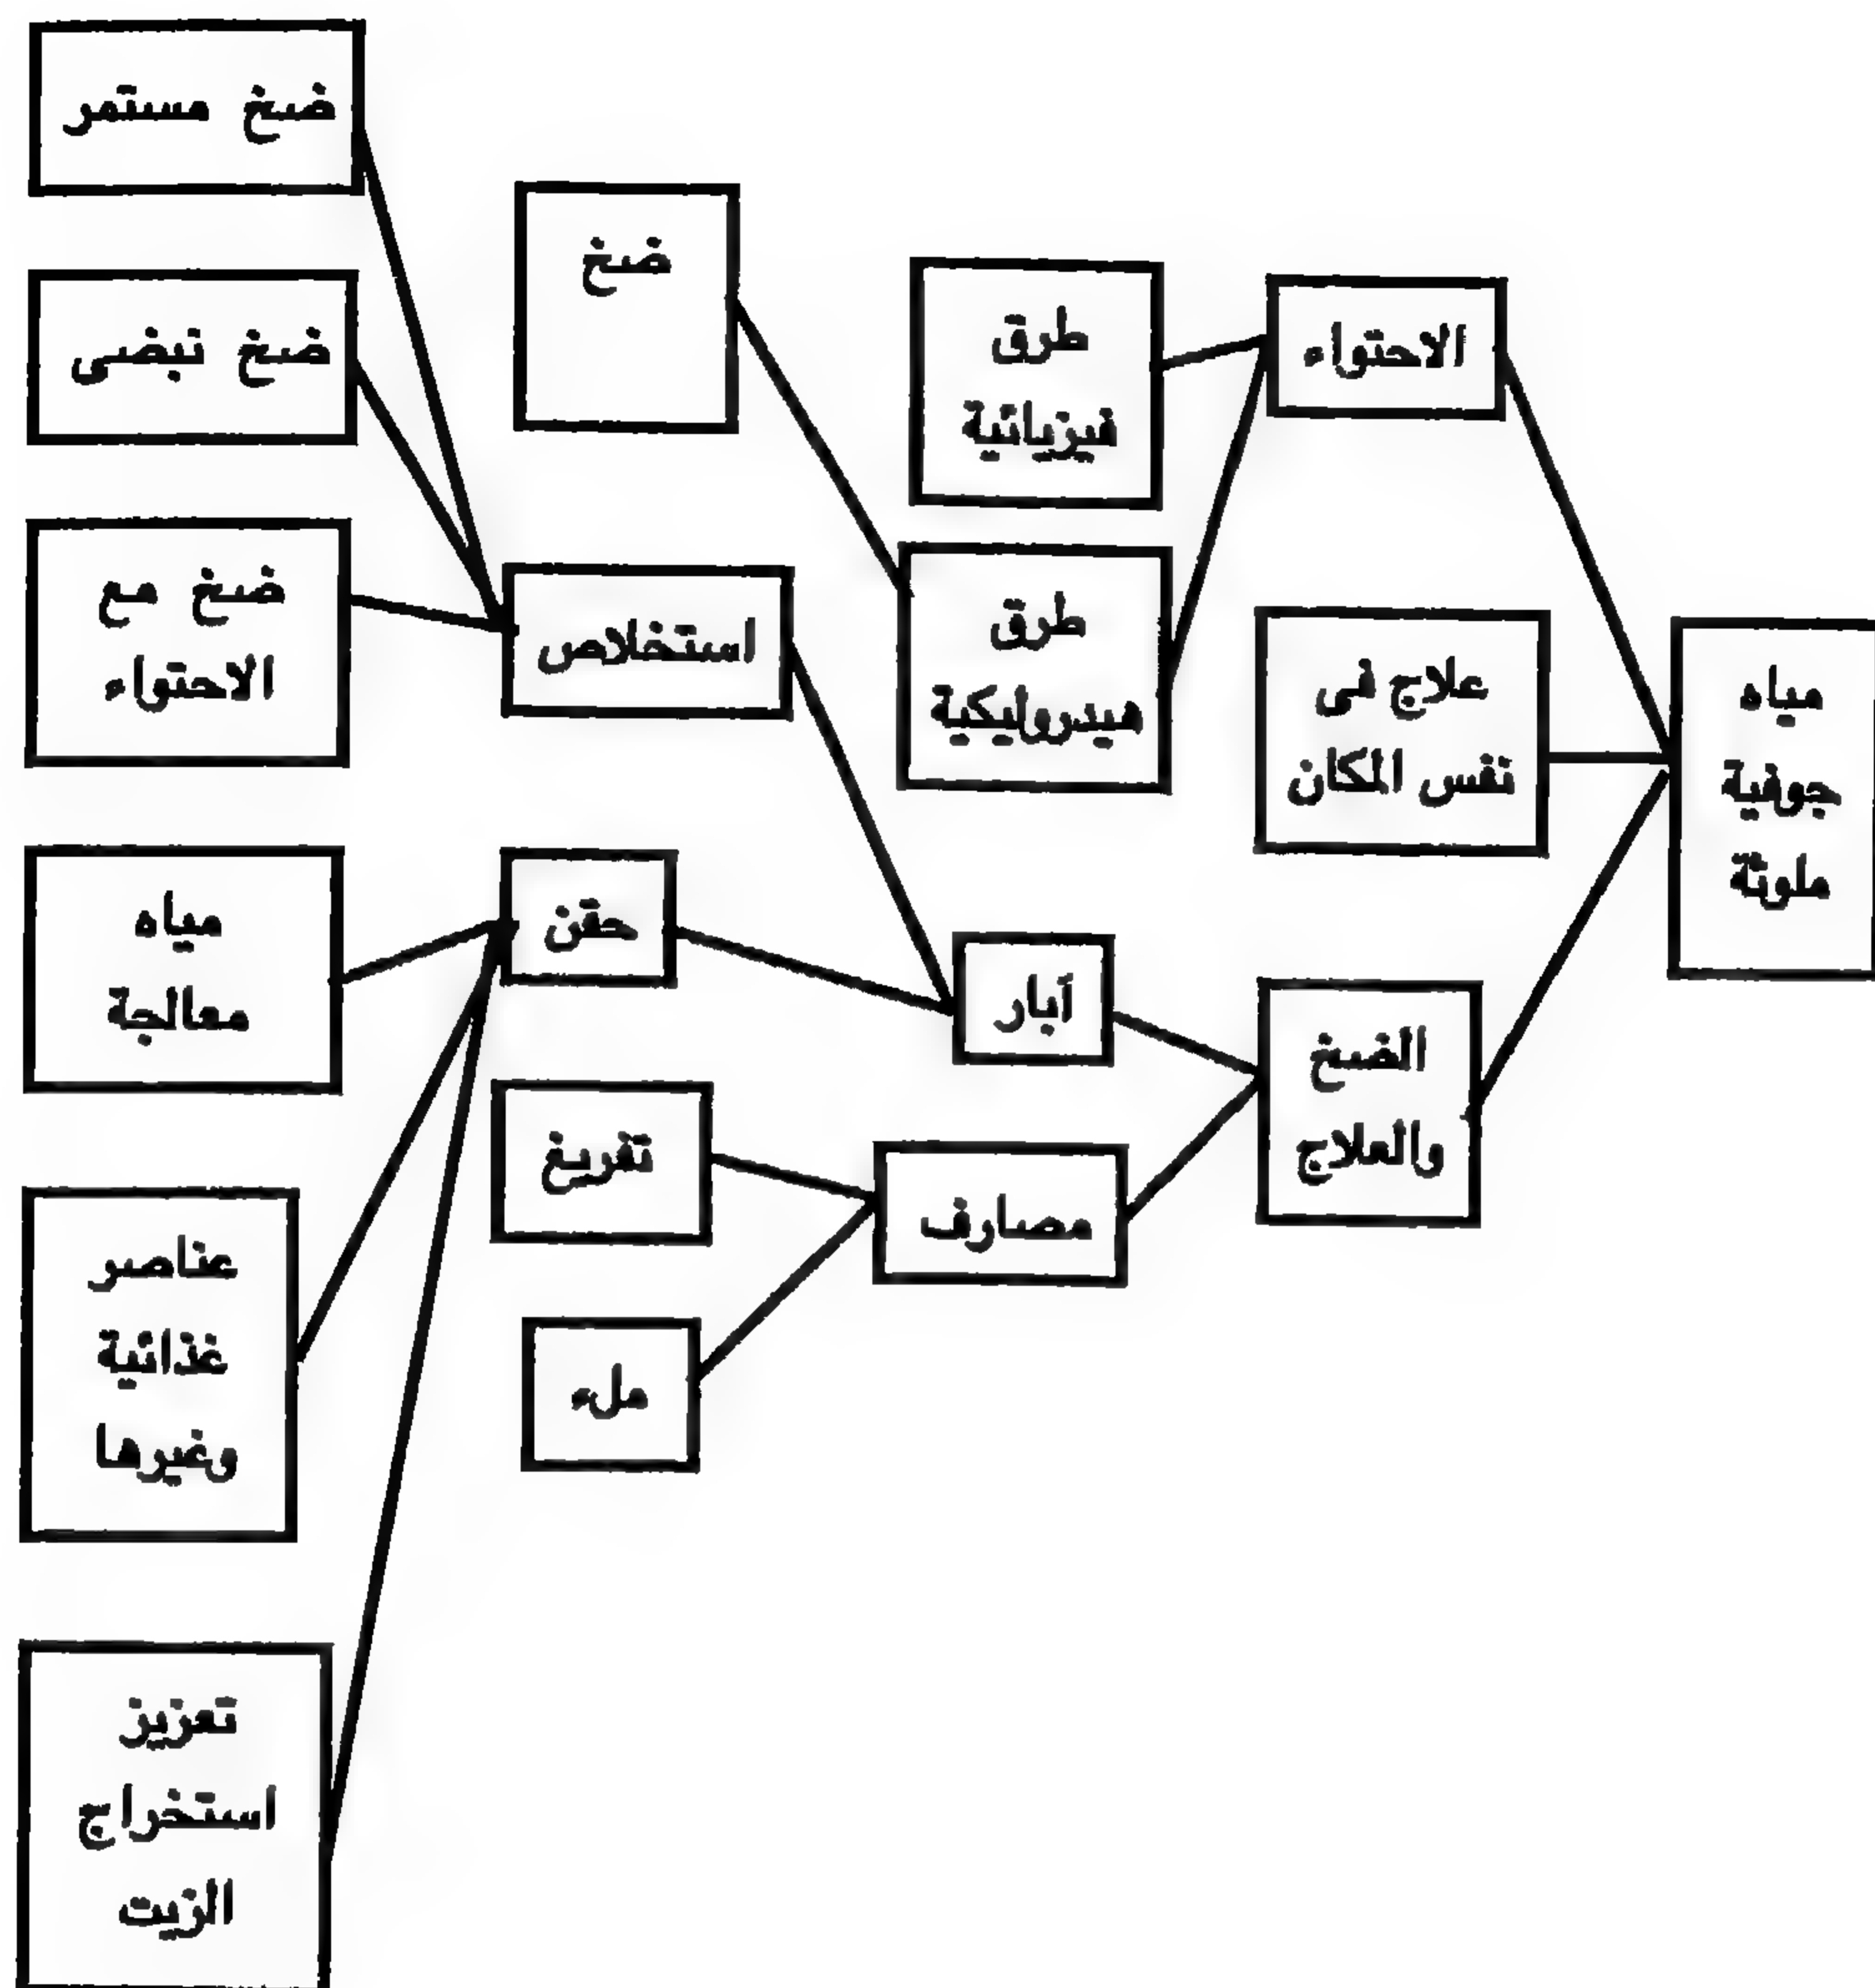 مياه
جوفية
ملوثة
الاحتواء
علاج فى
نفس المكان
الضخ
والعلاج
طرق
فيزيائية
طرق
هيدروليكية
آبار
مصارف
ضخ
استخلاص
حقن
تفريغ
ملء
ضخ مستمر
ضخ نبضى
ضخ مع
الاحتواء
مياه
معالجة
عناصر
غذائية
وغيرها
تعزيز
استخراج
الزيت